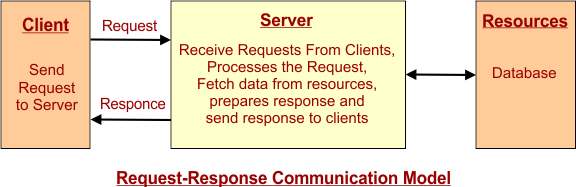 Client
Send
Request
to Server
Request
Responce
Server
Receive Requests From Clients,
Processes the Request,
Fetch data from resources,
prepares response and
send response to clients
Resources
Database
Request-Response Communication Model